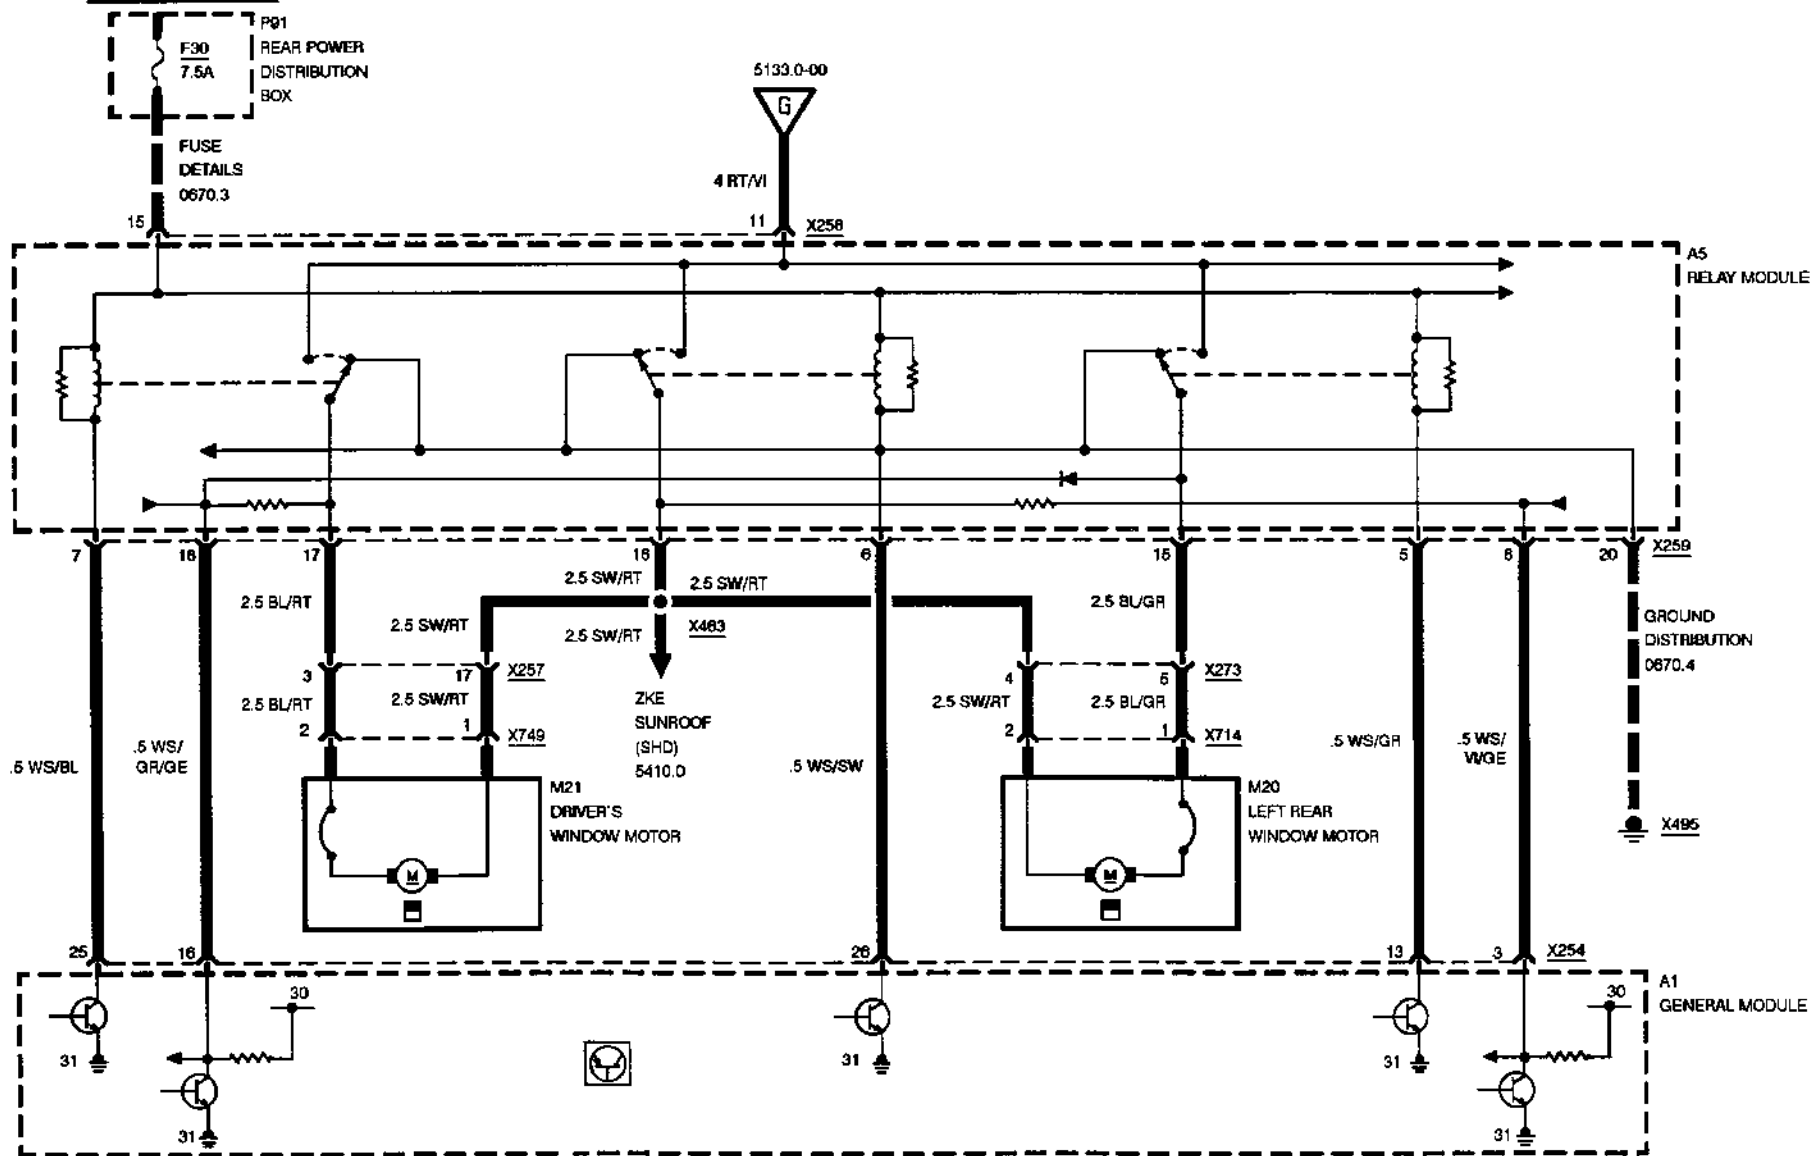 P91
REAR POWER
DISTRIBUTION
BOX
F30
7.5A
FUSE
DETAILS
0670.3
5133.0-00
G
4 RT/VI
15
11
X258
A5
RELAY MODULE
7
18
17
16
6
15
5
8
20
X259
2.5 SW/RT
2.5 SW/RT
2.5 BL/RT
2.5 BL/GR
2.5 SW/RT
2.5 SW/RT
X463
GROUND
DISTRIBUTION
0670.4
3
17
X257
4
5
X273
2.5 BL/RT
2.5 SW/RT
ZKE
SUNROOF
(SHD)
5410.0
2.5 SW/RT
2.5 BL/GR
2
1
X749
2
1
X714
.5 WS/BL
.5 WS/
GR/GE
.5 WS/SW
.5 WS/GR
.5 WS/
VI/GE
M21
DRIVER'S
WINDOW MOTOR
M
M20
LEFT REAR
WINDOW MOTOR
M
X495
25
16
26
13
3
X254
A1
GENERAL MODULE
30
30
31
31
31
31
31